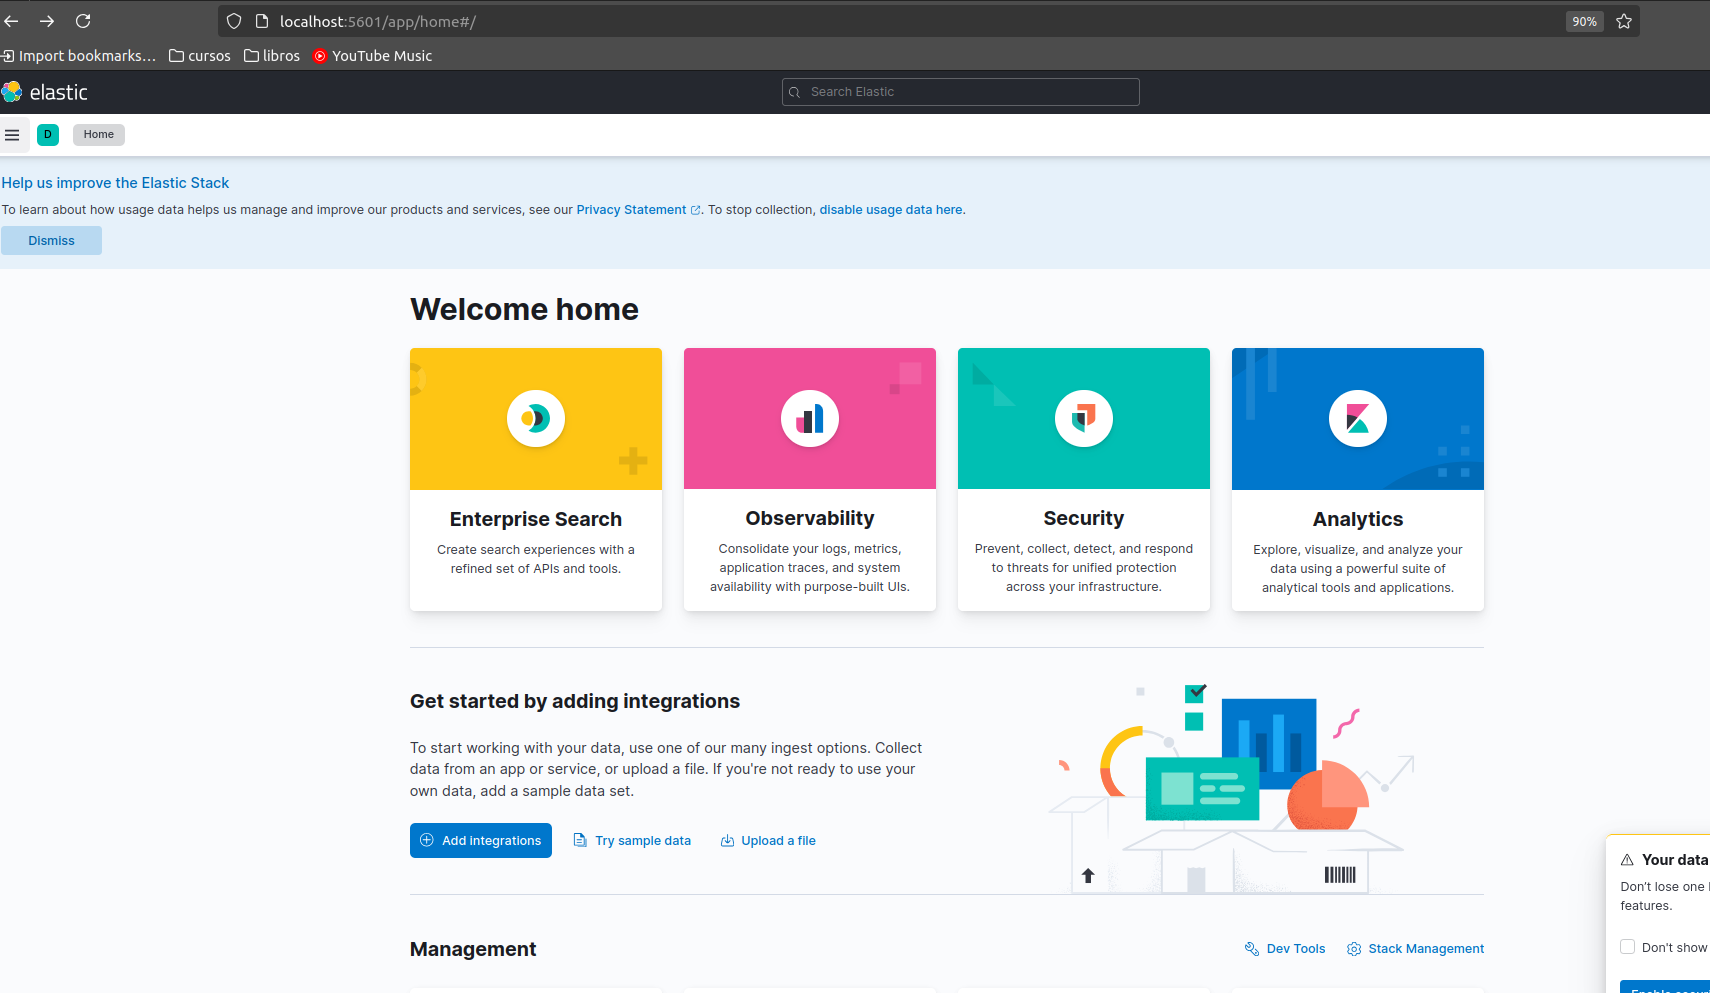 localhost:5601/app/home#/
90%
Import bookmarks...
cursos
libros
YouTube Music
elastic
Search Elastic
D
Home
Help us improve the Elastic Stack
To learn about how usage data helps us manage and improve our products and services, see our Privacy Statement. To stop collection, disable usage data here.
Dismiss
Welcome home
Enterprise Search
Create search experiences with a
refined set of APIs and tools.
Observability
Consolidate your logs, metrics,
application traces, and system
availability with purpose-built UIs.
Security
Prevent, collect, detect, and respond
to threats for unified protection
across your infrastructure.
Analytics
Explore, visualize, and analyze your
data using a powerful suite of
analytical tools and applications.
Get started by adding integrations
To start working with your data, use one of our many ingest options. Collect
data from an app or service, or upload a file. If you're not ready to use your
own data, add a sample data set.
Add integrations
Try sample data
Upload a file
Your data
Don't lose one
features.
Don't show
Management
Dev Tools
Stack Management